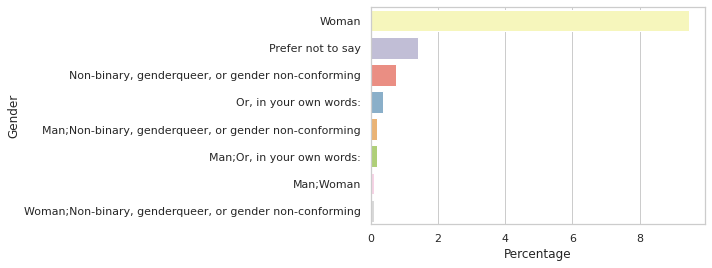 Woman
Prefer not to say
Non-binary, genderqueer, or gender non-conforming
Or, in your own words:
Man;Non-binary, genderqueer, or gender non-conforming
Man;Or, in your own words:
Man;Woman
Woman;Non-binary, genderqueer, or gender non-conforming
Gender
0 2 4 6 8
Percentage